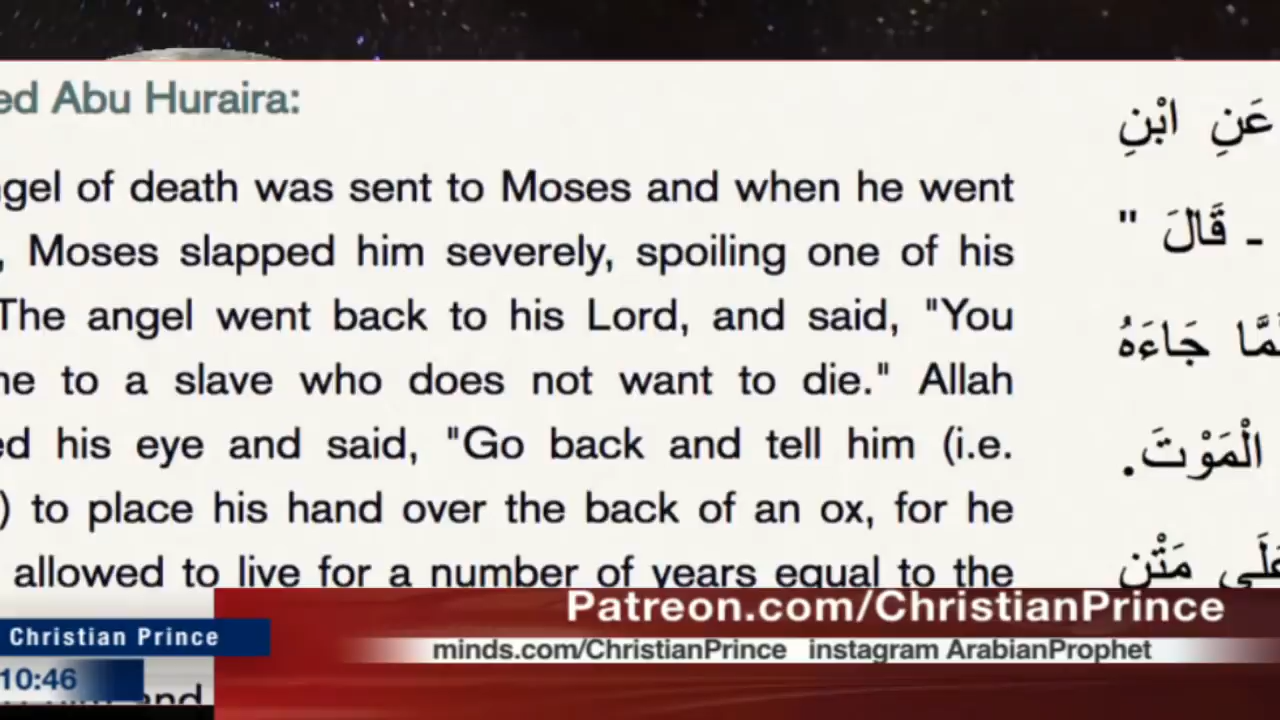 ed Abu Huraira:
ngel of death was sent to Moses and when he went
, Moses slapped him severely, spoiling one of his
The angel went back to his Lord, and said, "You
ne to a slave who does not want to die." Allah
ed his eye and said, "Go back and tell him (i.e.
) to place his hand over the back of an ox, for he
allowed to live for a number of years equal to the
and
عَنِ ابْنِ
- قَالَ "
لَمَّا جَاءَهُ
الْمَوْتَ.
عَلَى مَتْنِ
Patreon.com/ChristianPrince
Christian Prince
minds.com/ChristianPrince instagram ArabianProphet
10:46